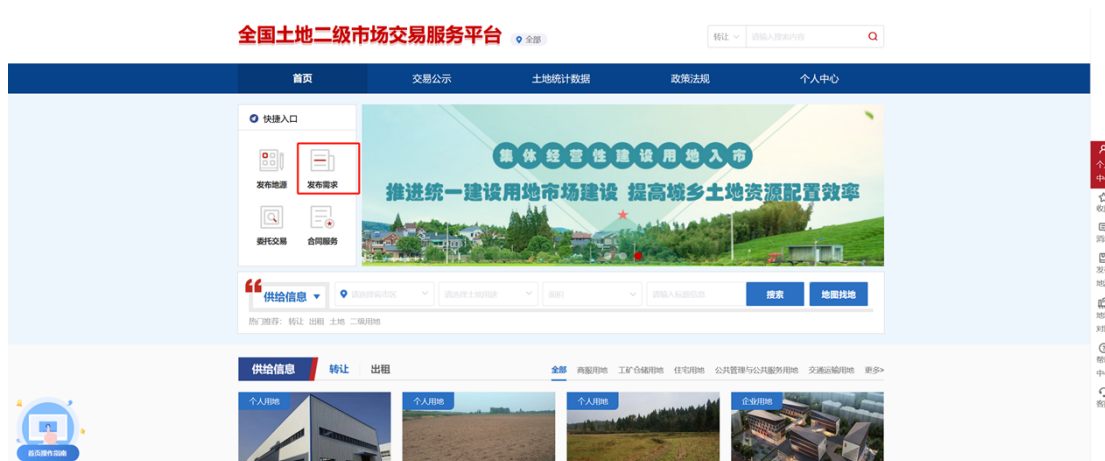 全国土地二级市场交易服务平台 全部 转让 请输入搜索内容
首页 交易公示 土地统计数据 政策法规 个人中心
快捷入口
发布地源 发布需求
委托交易 合同服务
集体经营性建设用地入市
推进统一建设用地市场建设 提高城乡土地资源配置效率
供给信息 请选择省市区 请选择土地用途 面积 请输入标题信息 搜索 地图找地
热门推荐: 转让 出租 土地 二级用地
供给信息 转让 出租 全部 商服用地 工矿仓储用地 住宅用地 公共管理与公共服务用地 交通运输用地 更多>
个人用地 个人用地 个人用地 企业用地
首页操作指南